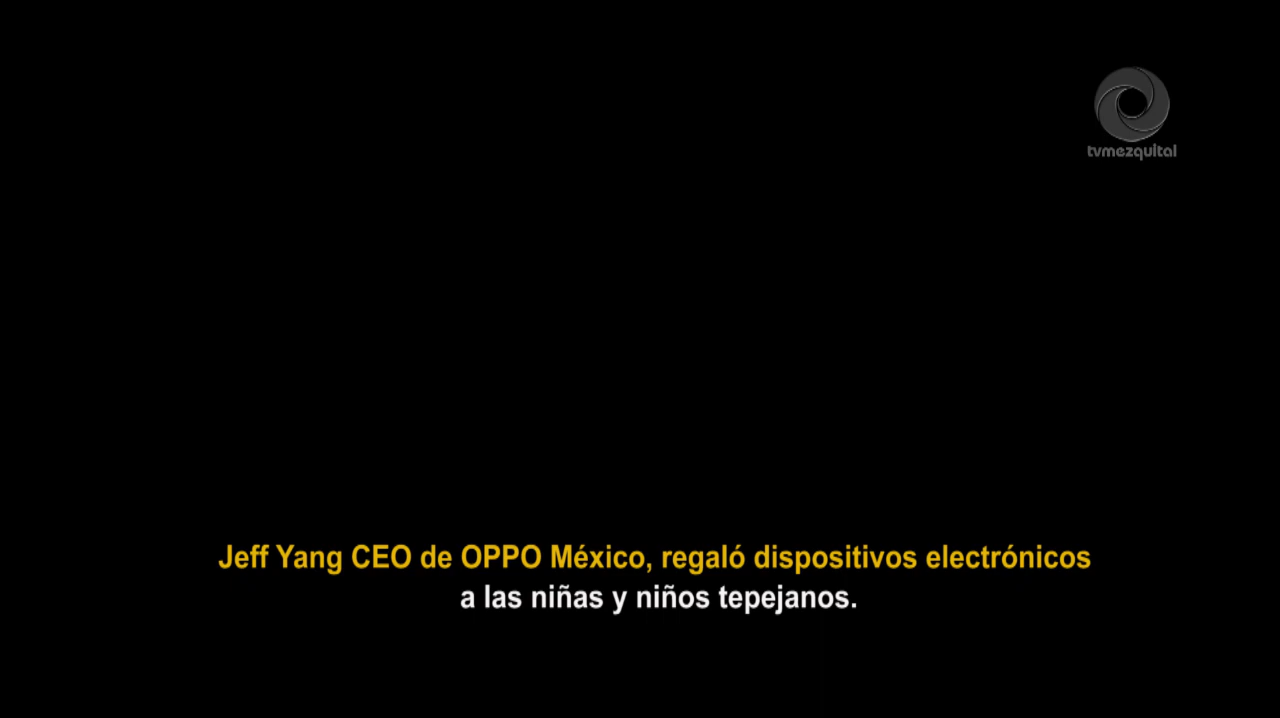 tvmezquital
Jeff Yang CEO de OPPO México, regaló dispositivos electrónicos
a las niñas y niños tepejanos.